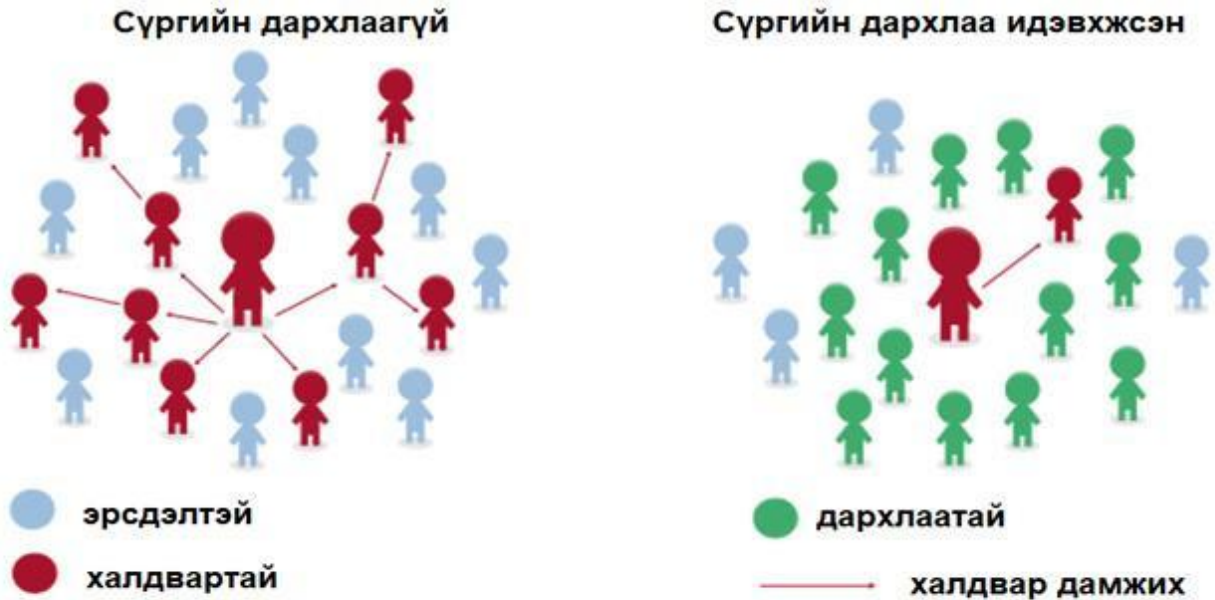 Сүргийн дархлаагүй
Сүргийн дархлаа идэвхжсэн
эрсдэлтэй
халдвартай
дархлаатай
халдвар дамжих